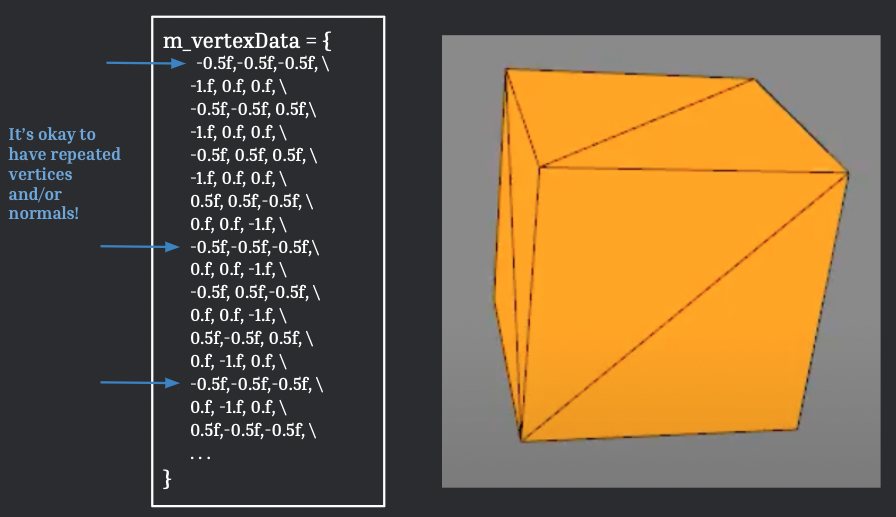 m_vertexData = {
-0.5f,-0.5f,-0.5f, \
-1.f, 0.f, 0.f, \
-0.5f,-0.5f, 0.5f,\
-1.f, 0.f, 0.f, \
-0.5f, 0.5f, 0.5f, \
-1.f, 0.f, 0.f, \
0.5f, 0.5f,-0.5f, \
0.f, 0.f, -1.f, \
-0.5f,-0.5f,-0.5f,\
0.f, 0.f, -1.f, \
-0.5f, 0.5f,-0.5f, \
0.f, 0.f, -1.f, \
0.5f,-0.5f, 0.5f, \
0.f, -1.f, 0.f, \
-0.5f,-0.5f,-0.5f, \
0.f, -1.f, 0.f, \
0.5f,-0.5f,-0.5f, \
. . .
}
It's okay to
have repeated
vertices
and/or
normals!